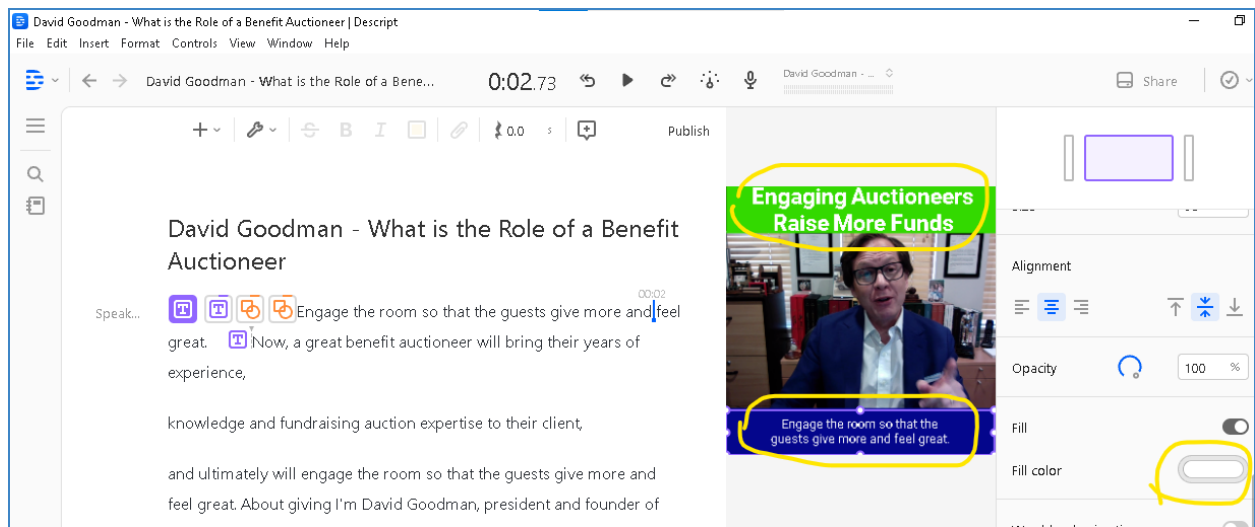 David Goodman - What is the Role of a Benefit Auctioneer | Descript
File Edit Insert Format Controls View Window Help
David Goodman - What is the Role of a Bene...
0:02.73
David Goodman - ...
Share
0.0 s
Publish
David Goodman - What is the Role of a Benefit
Auctioneer
00:02
Speak...
T T Engage the room so that the guests give more and feel
great. T Now, a great benefit auctioneer will bring their years of
experience,
knowledge and fundraising auction expertise to their client,
and ultimately will engage the room so that the guests give more and
feel great. About giving I'm David Goodman, president and founder of
Engaging Auctioneers
Raise More Funds
Engage the room so that the
guests give more and feel great.
Alignment
Opacity
100 %
Fill
Fill color